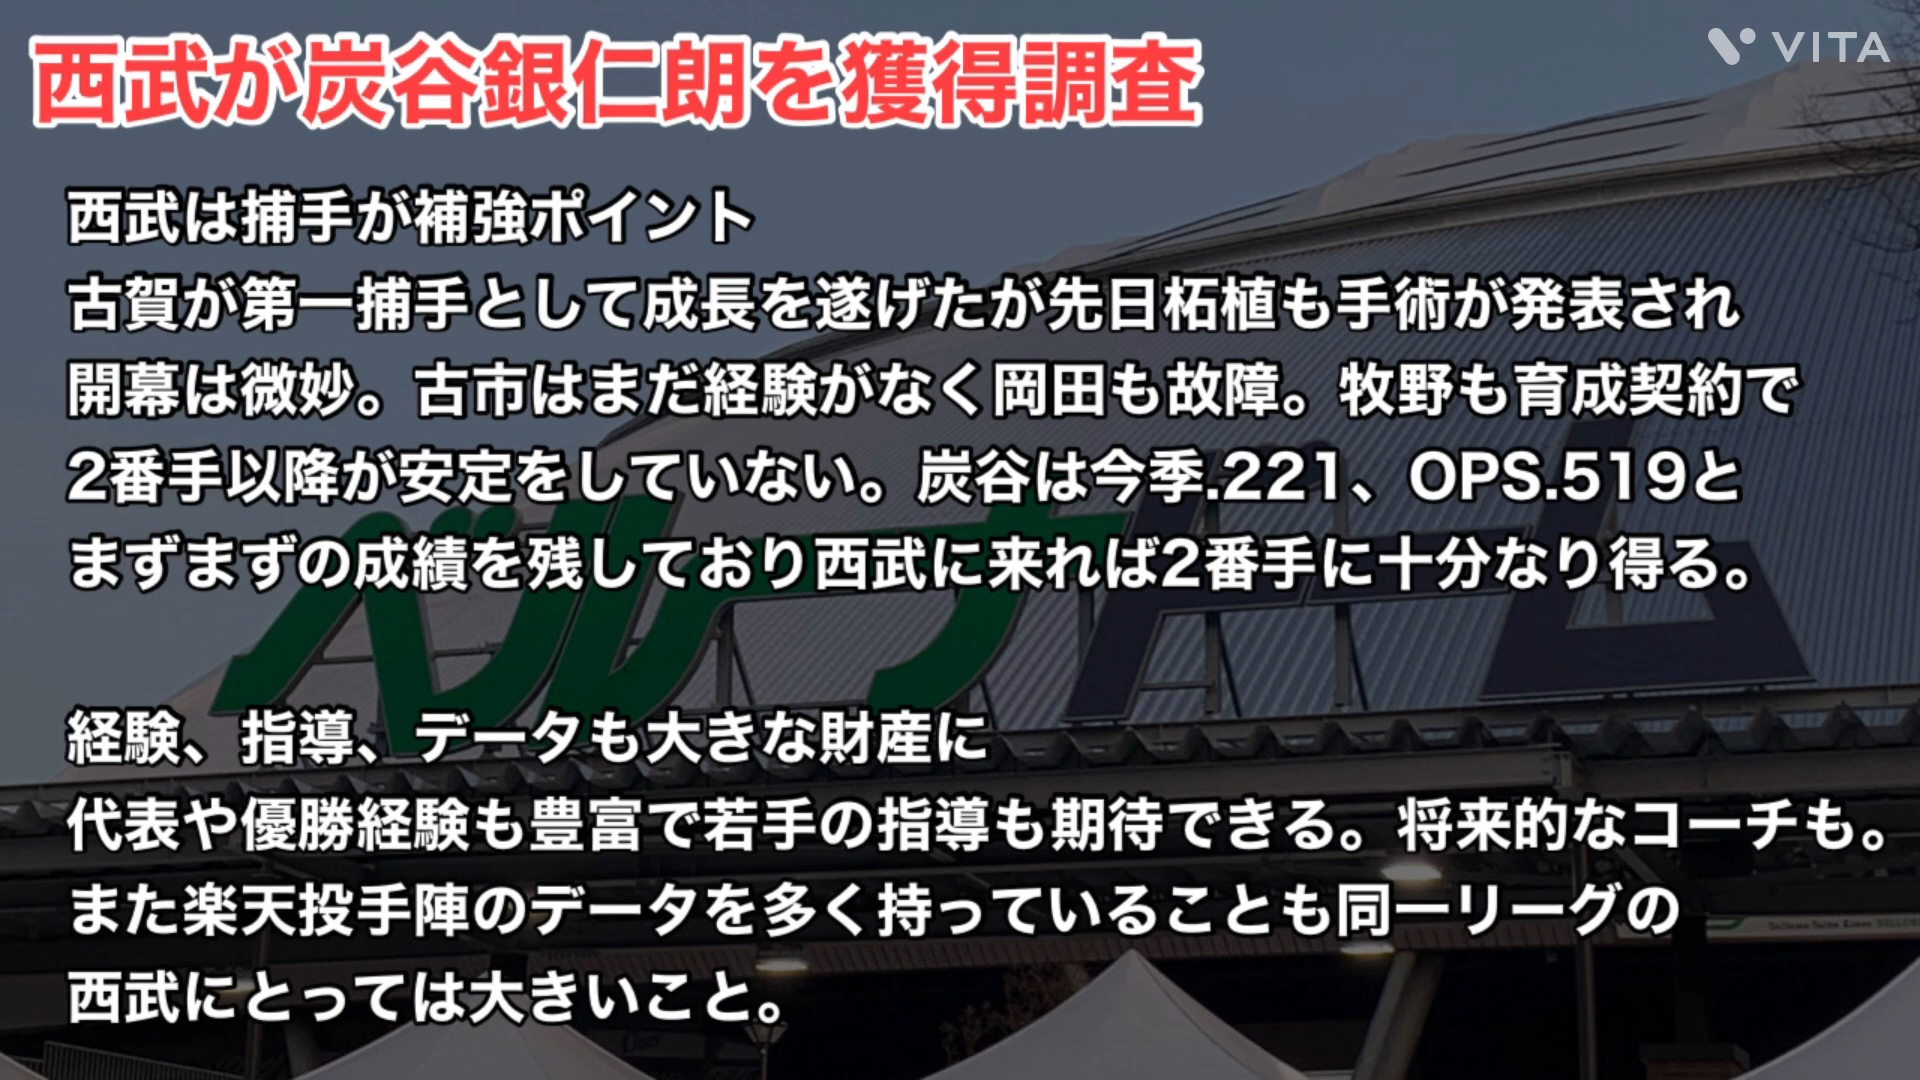 西武が炭谷銀仁朗を獲得調査
VITA
西武は捕手が補強ポイント
古賀が第一捕手として成長を遂げたが先日柘植も手術が発表され
開幕は微妙。古市はまだ経験がなく岡田も故障。牧野も育成契約で
2番手以降が安定をしていない。炭谷は今季.221、OPS.519と
まずまずの成績を残しており西武に来れば2番手に十分なり得る。
ベルーナドーム
経験、指導、データも大きな財産に
代表や優勝経験も豊富で若手の指導も期待できる。将来的なコーチも。
また楽天投手陣のデータを多く持っていることも同一リーグの
西武にとっては大きいこと。